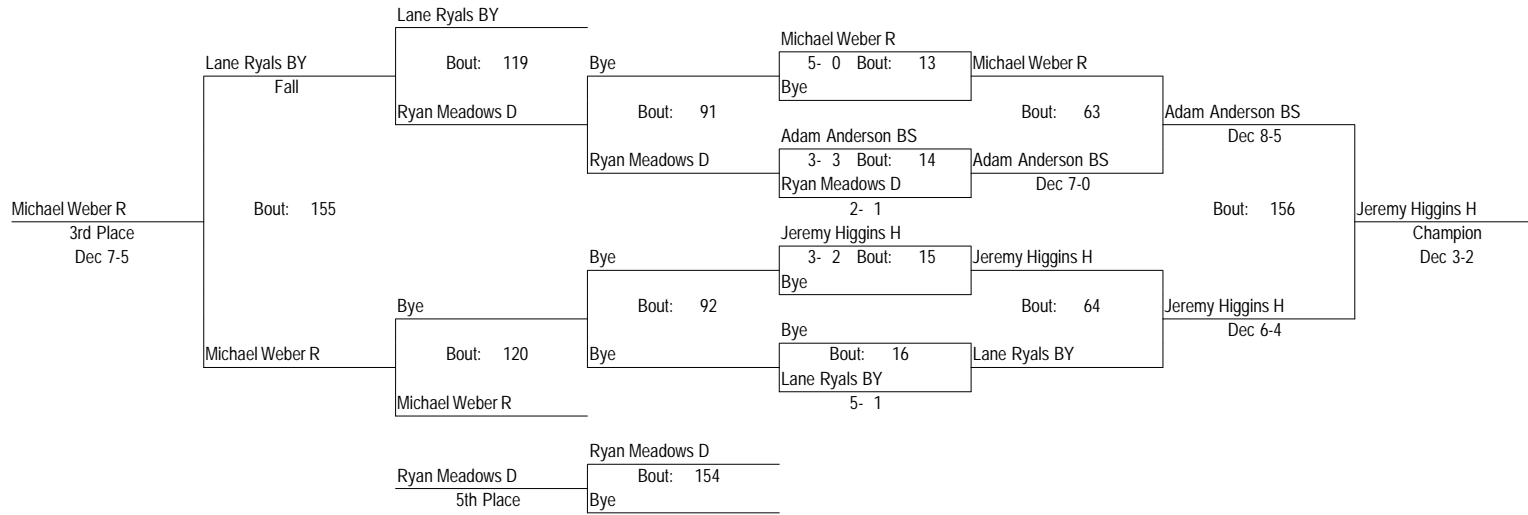 Lane Ryals BY
Michael Weber R
Lane Ryals BY
Bout: 119
Bye
5- 0 Bout: 13
Michael Weber R
Fall
Bye
Ryan Meadows D
Bout: 91
Bout: 63
Adam Anderson BS
Adam Anderson BS
Dec 8-5
Ryan Meadows D
3- 3 Bout: 14
Adam Anderson BS
Ryan Meadows D
Dec 7-0
Michael Weber R
Bout: 155
2- 1
Bout: 156
Jeremy Higgins H
3rd Place
Jeremy Higgins H
Champion
Dec 7-5
Bye
3- 2 Bout: 15
Jeremy Higgins H
Dec 3-2
Bye
Bye
Bout: 92
Bout: 64
Jeremy Higgins H
Bye
Dec 6-4
Michael Weber R
Bout: 120
Bye
Bout: 16
Lane Ryals BY
Lane Ryals BY
Michael Weber R
5- 1
Ryan Meadows D
Ryan Meadows D
Bout: 154
5th Place
Bye